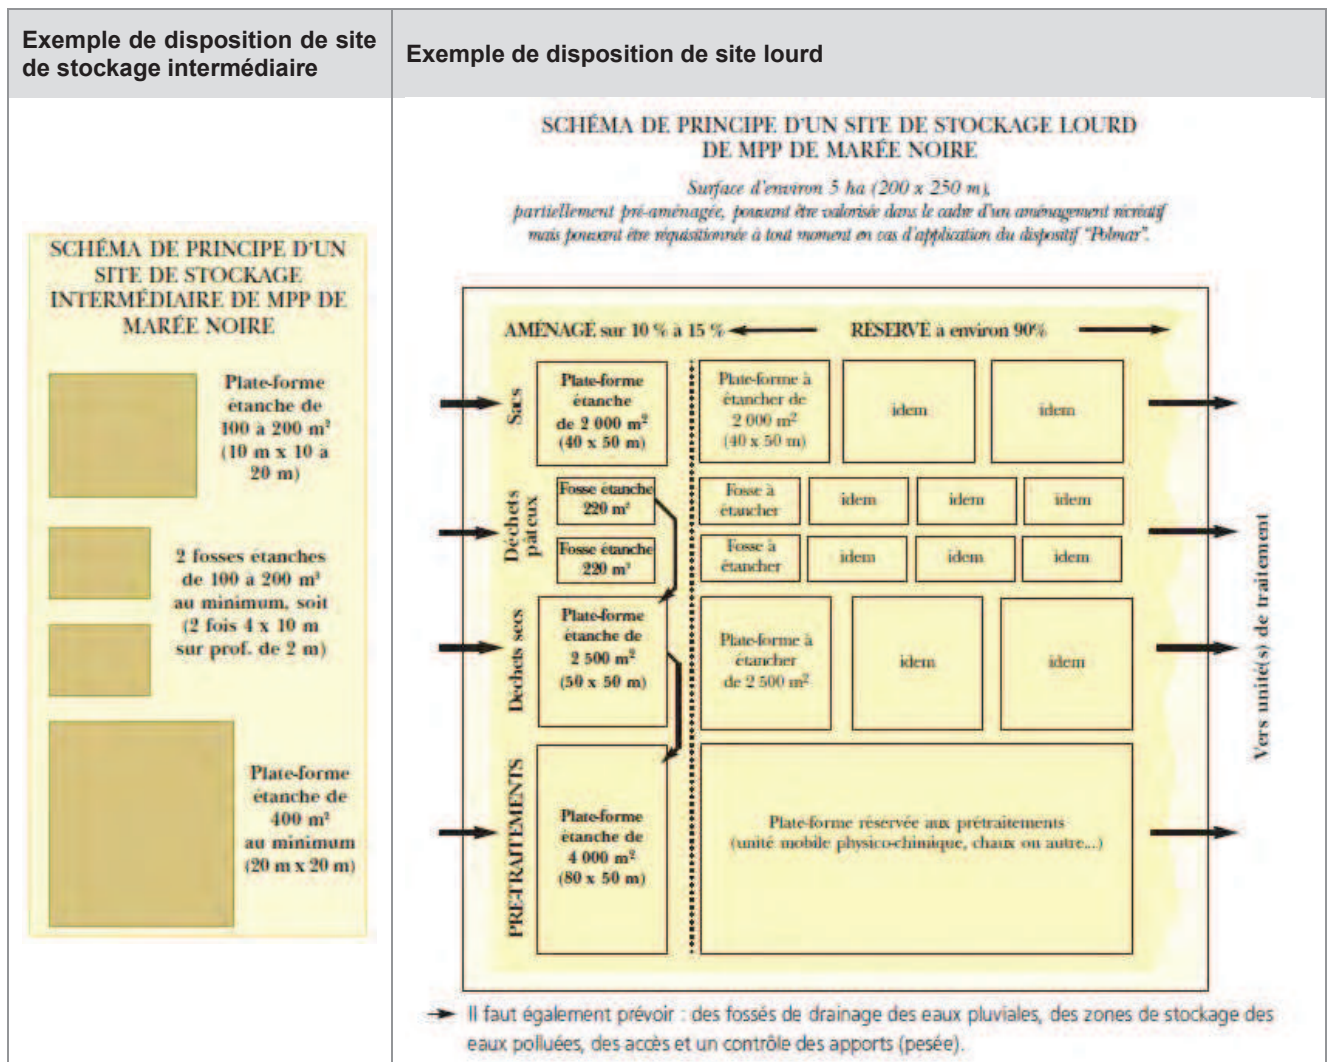 Exemple de disposition de site
de stockage intermédiaire
Exemple de disposition de site lourd
SCHÉMA DE PRINCIPE D'UN
SITE DE STOCKAGE
INTERMÉDIAIRE DE MPP DE
MARÉE NOIRE
Plate-forme
étanche de
100 à 200 m²
(10 m x 10 a
20 m)
2 fosses étanches
de 100 à 200 m³
au minimum, soit
(2 fois 4 x 10 m
sur prof. de 2 m)
Plate-forme
étanche de
400 m²
au minimum
(20 m x 20 m)
SCHÉMA DE PRINCIPE D'UN SITE DE STOCKAGE LOURD
DE MPP DE MARÉE NOIRE
Surface d'environ 5 ha (200 x 250 m),
partiellement pré-aménagée, pouvant être valorisée dans le cadre d'un aménagement récréatif
mais pouvant être réquisitionnée à tout moment en cas d'application du dispositif "Polmar".
AMÉNAGÉ sur 10 % à 15 %
RÉSERVÉ à environ 90%
Sacs
Plate-forme
étanche
de 2 000 m²
(40 x 50 m)
Plate-forme à
étancher de
2 000 m²
(40 x 50 m)
idem
idem
Déchets
pâteux
Fosse étanche
220 m³
Fosse à
étancher
idem
idem
idem
Fosse étanche
220 m³
Fosse à
étancher
idem
idem
idem
Déchets secs
Plate-forme
étanche de
2 500 m²
(50 x 50 m)
Plate-forme à
étancher
de 2 500 m²
idem
idem
PRE-TRAITEMENTS
Plate-forme
étanche de
4 000 m²
(80 x 50 m)
Plate-forme réservée aux prétraitements
(unité mobile physico-chimique, chaux ou autre...)
Vers unité(s) de traitement
Il faut également prévoir : des fossés de drainage des eaux pluviales, des zones de stockage des
eaux polluées, des accès et un contrôle des apports (pesée).